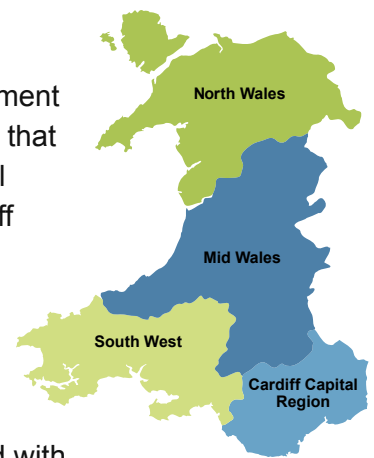 ment
that
l
ff
d with
North Wales
Mid Wales
South West
Cardiff Capital
Region